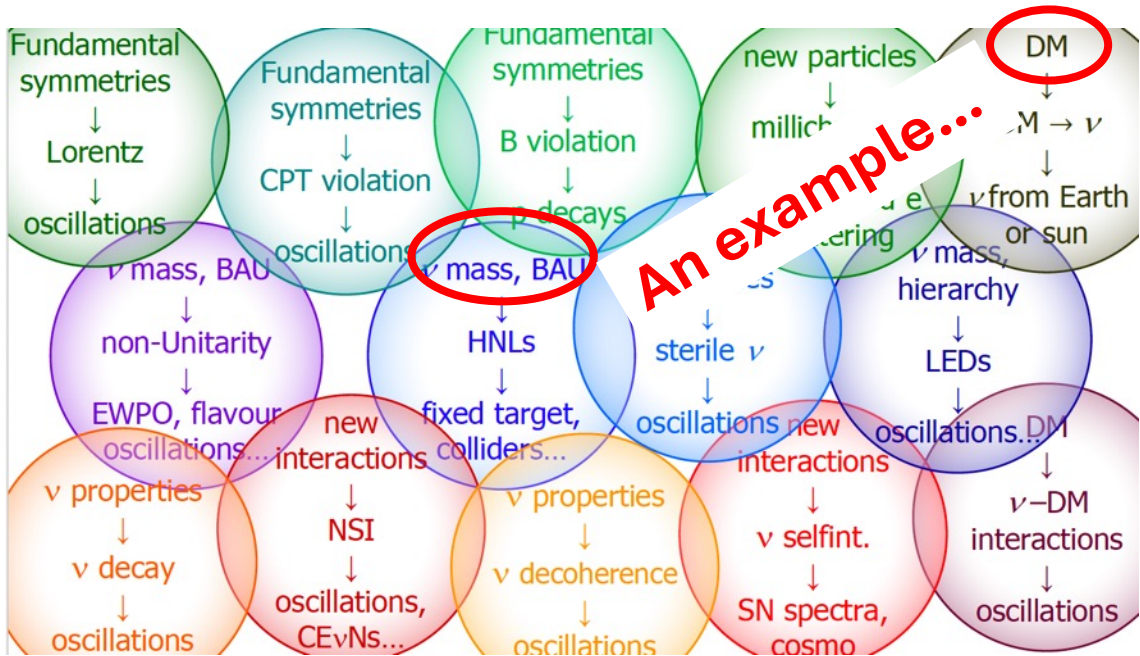 Fundamental
symmetries
↓
Lorentz
↓
oscillations
Fundamental
symmetries
↓
CPT violation
↓
oscillations
Fundamental
symmetries
↓
B violation
↓
p decays
new particles
↓
DM
↓
→ ν
↓
ν from Earth
or sun
An example...
ν mass, BAU
↓
non-Unitarity
↓
EWPO, flavour
oscillations...
ν mass, BAU
↓
HNLs
↓
fixed target,
colliders...
↓
sterile ν
↓
oscillations
ν mass,
hierarchy
↓
LEDs
↓
oscillations...
ν properties
↓
ν decay
↓
oscillations
new
interactions
↓
NSI
↓
oscillations,
CEνNs...
ν properties
↓
ν decoherence
↓
oscillations
new
interactions
↓
ν selfint.
↓
SN spectra,
cosmo
DM
↓
ν–DM
interactions
↓
oscillations